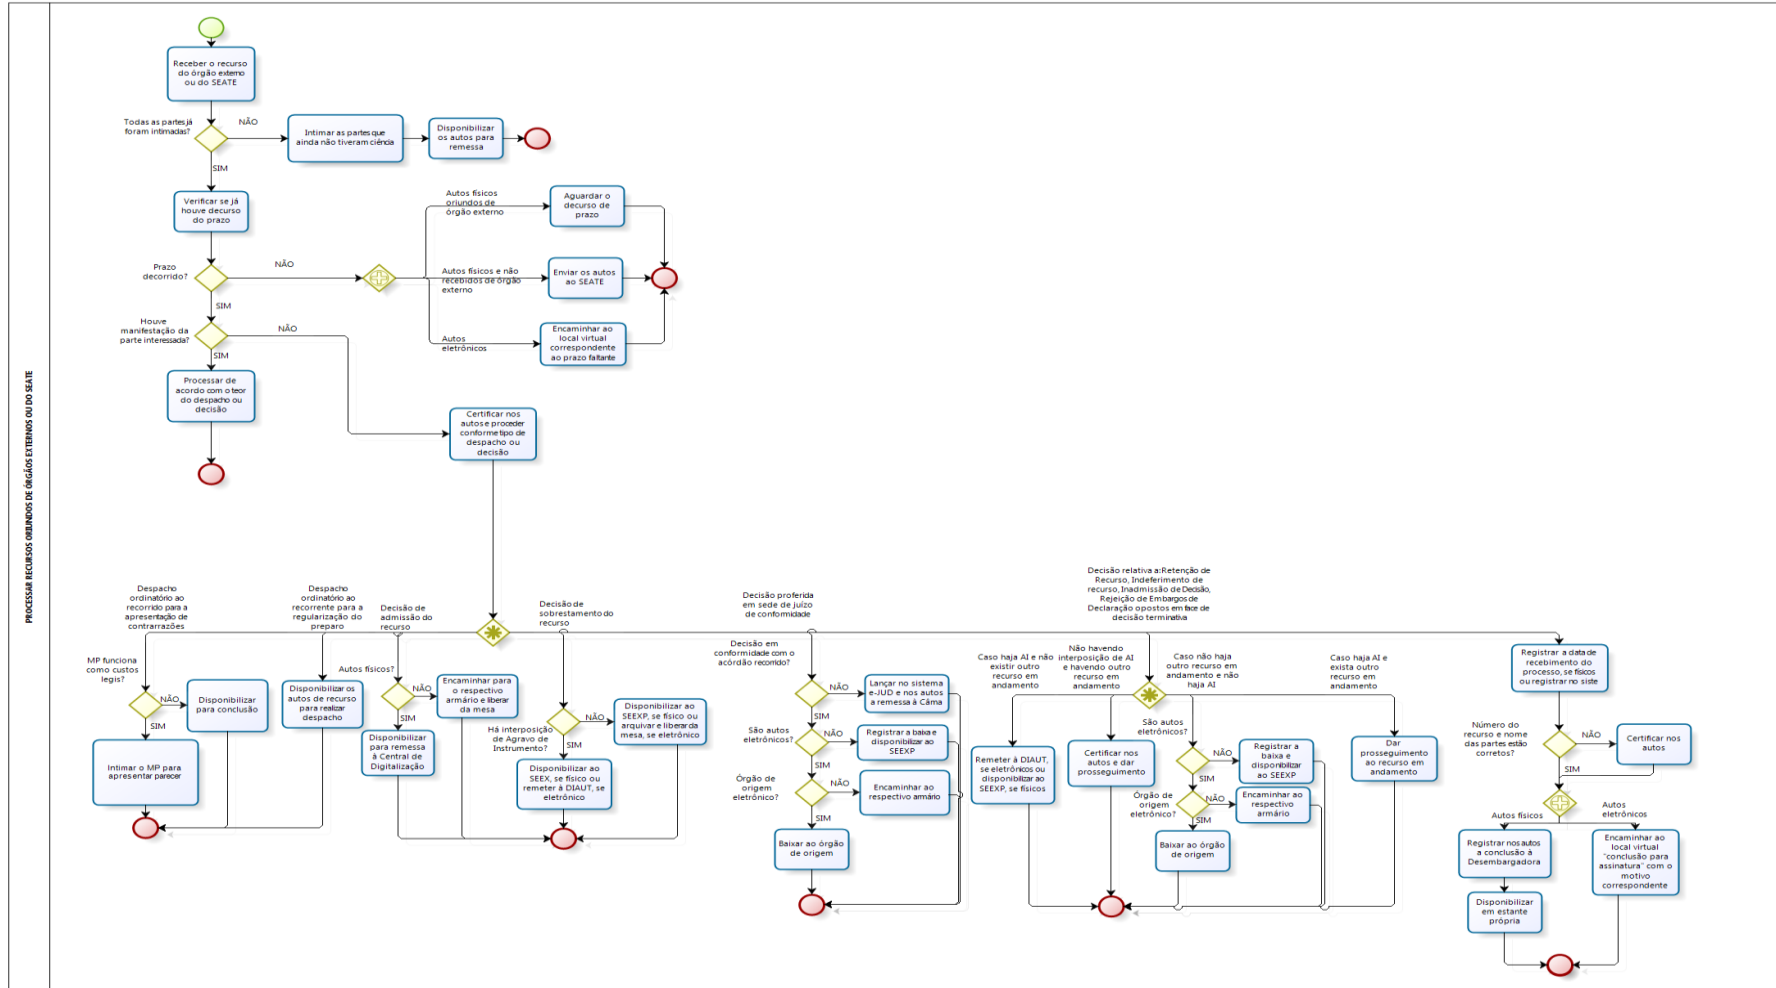 PROCESSAR RECURSOS ORIUNDOS DE ÓRGÃOS EXTERNOS OU DO SEATE
Receber o recurso
do órgão externo
ou do SEATE
Todas as partes já
foram intimadas?
NÃO
Intimar as partes que
ainda não tiveram ciência
Disponibilizar
os autos para
remessa
SIM
Verificar se já
houve decurso
do prazo
Prazo
decorrido?
NÃO
Autos físicos
oriundos de
órgão externo
Aguardar o
decurso de
prazo
Autos físicos e não
recebidos de órgão
externo
Enviar os autos
ao SEATE
Autos
eletrônicos
Encaminhar ao
local virtual
correspondente
ao prazo faltante
SIM
Houve
manifestação da
parte interessada?
NÃO
SIM
Processar de
acordo com o teor
do despacho ou
decisão
Certificar nos
autos e proceder
conforme tipo de
despacho ou
decisão
Despacho
ordinatório ao
recorrido para a
apresentação de
contrarrazões
MP funciona
como custos
legis?
NÃO
Disponibilizar
para conclusão
SIM
Intimar o MP para
apresentar parecer
Despacho
ordinatório ao
recorrente para a
regularização do
preparo
Disponibilizar os
autos de recurso
para realizar
despacho
Decisão de
admissão do
recurso
Autos físicos?
NÃO
Encaminhar para
o respectivo
armário e liberar
da mesa
SIM
Disponibilizar
para remessa
à Central de
Digitalização
Decisão de
sobrestamento do
recurso
Há interposição
de Agravo de
Instrumento?
NÃO
Disponibilizar ao
SEEXP, se físico ou
arquivar e liberar da
mesa, se eletrônico
SIM
Disponibilizar ao
SEEX, se físico ou
remeter à DIAUT, se
eletrônico
Decisão proferida
em sede de juízo
de conformidade
Decisão em
conformidade com o
acórdão recorrido?
NÃO
Lançar no sistema
e-JUD e nos autos
a remessa à Câma
SIM
São autos
eletrônicos?
NÃO
Registrar a baixa e
disponibilizar ao
SEEXP
SIM
Órgão de
origem
eletrônico?
NÃO
Encaminhar ao
respectivo armário
SIM
Baixar ao órgão
de origem
Decisão relativa a:Retenção de
Recurso, Indeferimento de
recurso, Inadmissão de Decisão,
Rejeição de Embargos de
Declaração opostos em face de
decisão terminativa
Caso haja AI e não
existir outro
recurso em
andamento
Remeter à DIAUT,
se eletrônicos ou
disponibilizar ao
SEEXP, se físicos
Não havendo
interposição de AI
e havendo outro
recurso em
andamento
Certificar nos
autos e dar
prosseguimento
Caso não haja
outro recurso em
andamento e não
haja AI
São autos
eletrônicos?
NÃO
Registrar a
baixa e
disponibilizar
ao SEEXP
SIM
Órgão de
origem
eletrônico?
NÃO
Encaminhar ao
respectivo
armário
SIM
Baixar ao órgão
de origem
Caso haja AI e
exista outro
recurso em
andamento
Dar
prosseguimento
ao recurso em
andamento
Registrar a data de
recebimento do
processo, se físicos
ou registrar no siste
Número do
recurso e nome
das partes estão
corretos?
NÃO
Certificar nos
autos
SIM
Autos físicos
Registrar nos autos
a conclusão à
Desembargadora
Disponibilizar
em estante
própria
Autos
eletrônicos
Encaminhar ao
local virtual
"conclusão para
assinatura" com o
motivo
correspondente